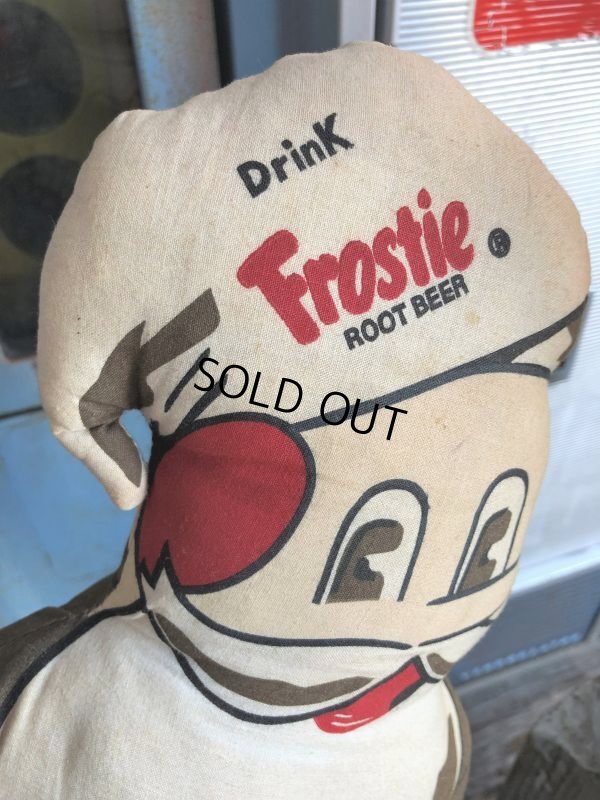 DrinK
Frostie ®
ROOT BEER
SOLD OUT